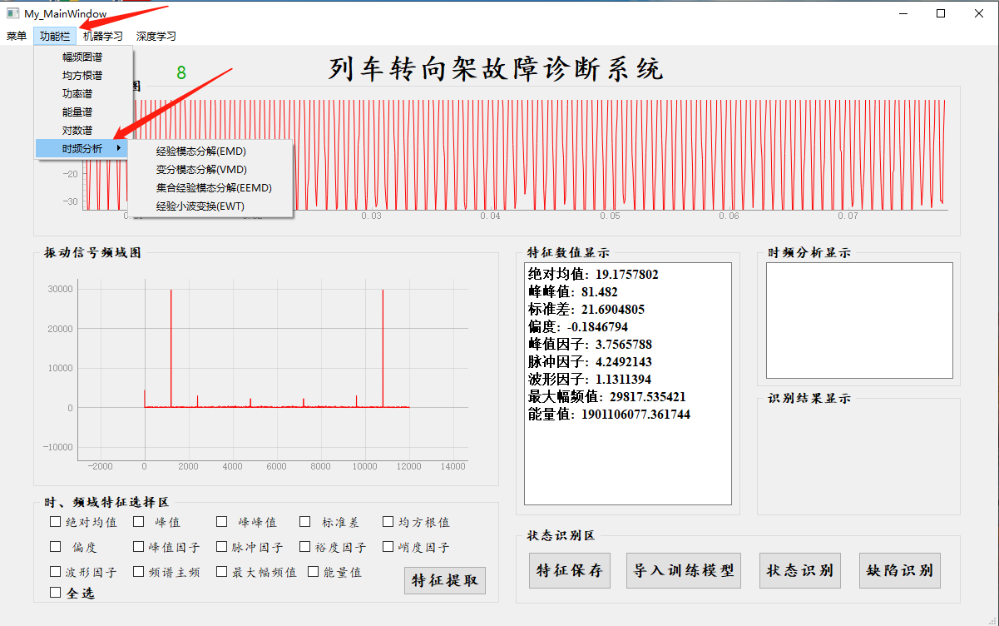 My_MainWindow
菜单 功能栏 机器学习 深度学习
幅频图谱
均方根谱
功率谱
能量谱
对数谱
时频分析
经验模态分解(EMD)
变分模态分解(VMD)
集合经验模态分解(EEMD)
经验小波变换(EWT)
8
列车转向架故障诊断系统
图
−20
−30
0.03 0.04 0.05 0.06 0.07
振动信号频域图
30000
20000
10000
0
−10000
−2000 0 2000 4000 6000 8000 10000 12000 14000
特征数值显示
绝对均值: 19.1757802
峰峰值: 81.482
标准差: 21.6904805
偏度: -0.1846794
峰值因子: 3.7565788
脉冲因子: 4.2492143
波形因子: 1.1311394
最大幅频值: 29817.535421
能量值: 1901106077.361744
时频分析显示
识别结果显示
时、频域特征选择区
绝对均值 峰值 峰峰值 标准差 均方根值
偏度 峰值因子 脉冲因子 裕度因子 峭度因子
波形因子 频谱主频 最大幅频值 能量值
全选
特征提取
状态识别区
特征保存 导入训练模型 状态识别 缺陷识别